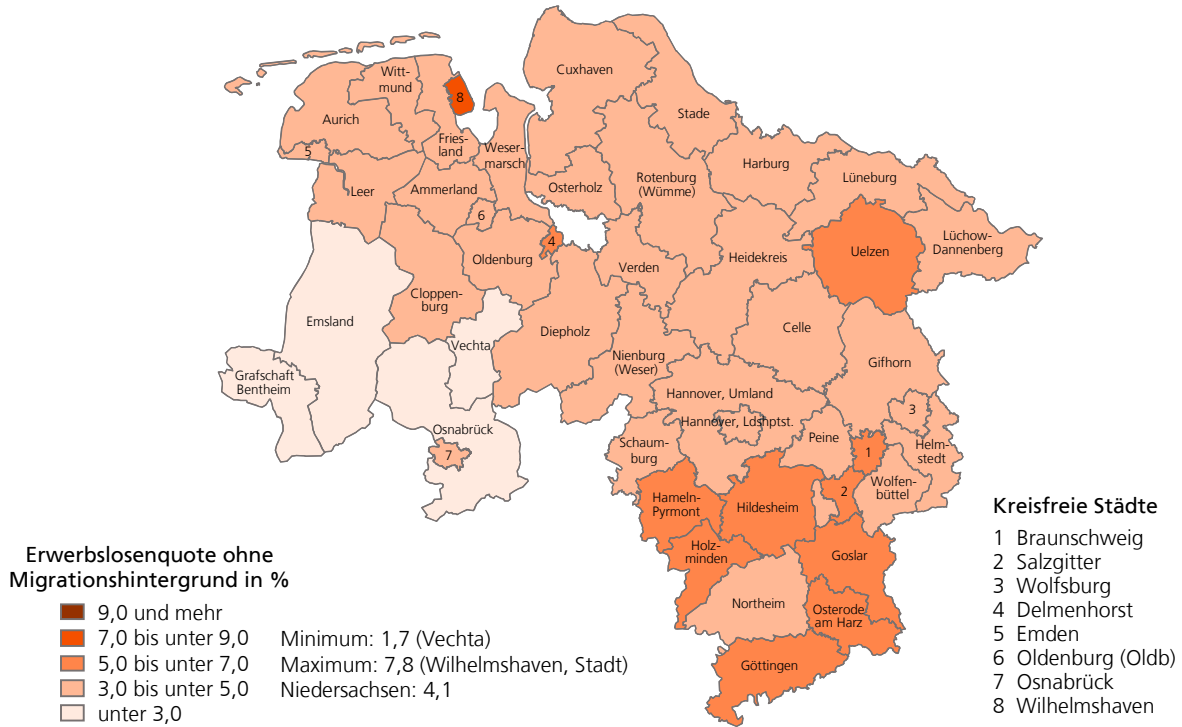 Cuxhaven
Witt-
mund
8
Stade
Aurich
Fries-
land
Weser-
marsch
5
Harburg
Lüneburg
Leer
Ammerland
Osterholz
Rotenburg
(Wümme)
6
4
Uelzen
Lüchow-
Dannenberg
Oldenburg
Verden
Heidekreis
Cloppen-
burg
Emsland
Diepholz
Celle
Vechta
Nienburg
(Weser)
Gifhorn
Grafschaft
Bentheim
Hannover, Umland
3
Hannover, Ldshptst.
Osnabrück
Peine
Schaum-
burg
1
Helm-
stedt
7
2
Wolfen-
büttel
Hameln-
Pyrmont
Hildesheim
Holz-
minden
Goslar
Northeim
Osterode
am Harz
Göttingen
Kreisfreie Städte
1 Braunschweig
2 Salzgitter
3 Wolfsburg
4 Delmenhorst
5 Emden
6 Oldenburg (Oldb)
7 Osnabrück
8 Wilhelmshaven
Erwerbslosenquote ohne
Migrationshintergrund in %
9,0 und mehr
7,0 bis unter 9,0 Minimum: 1,7 (Vechta)
5,0 bis unter 7,0 Maximum: 7,8 (Wilhelmshaven, Stadt)
3,0 bis unter 5,0 Niedersachsen: 4,1
unter 3,0